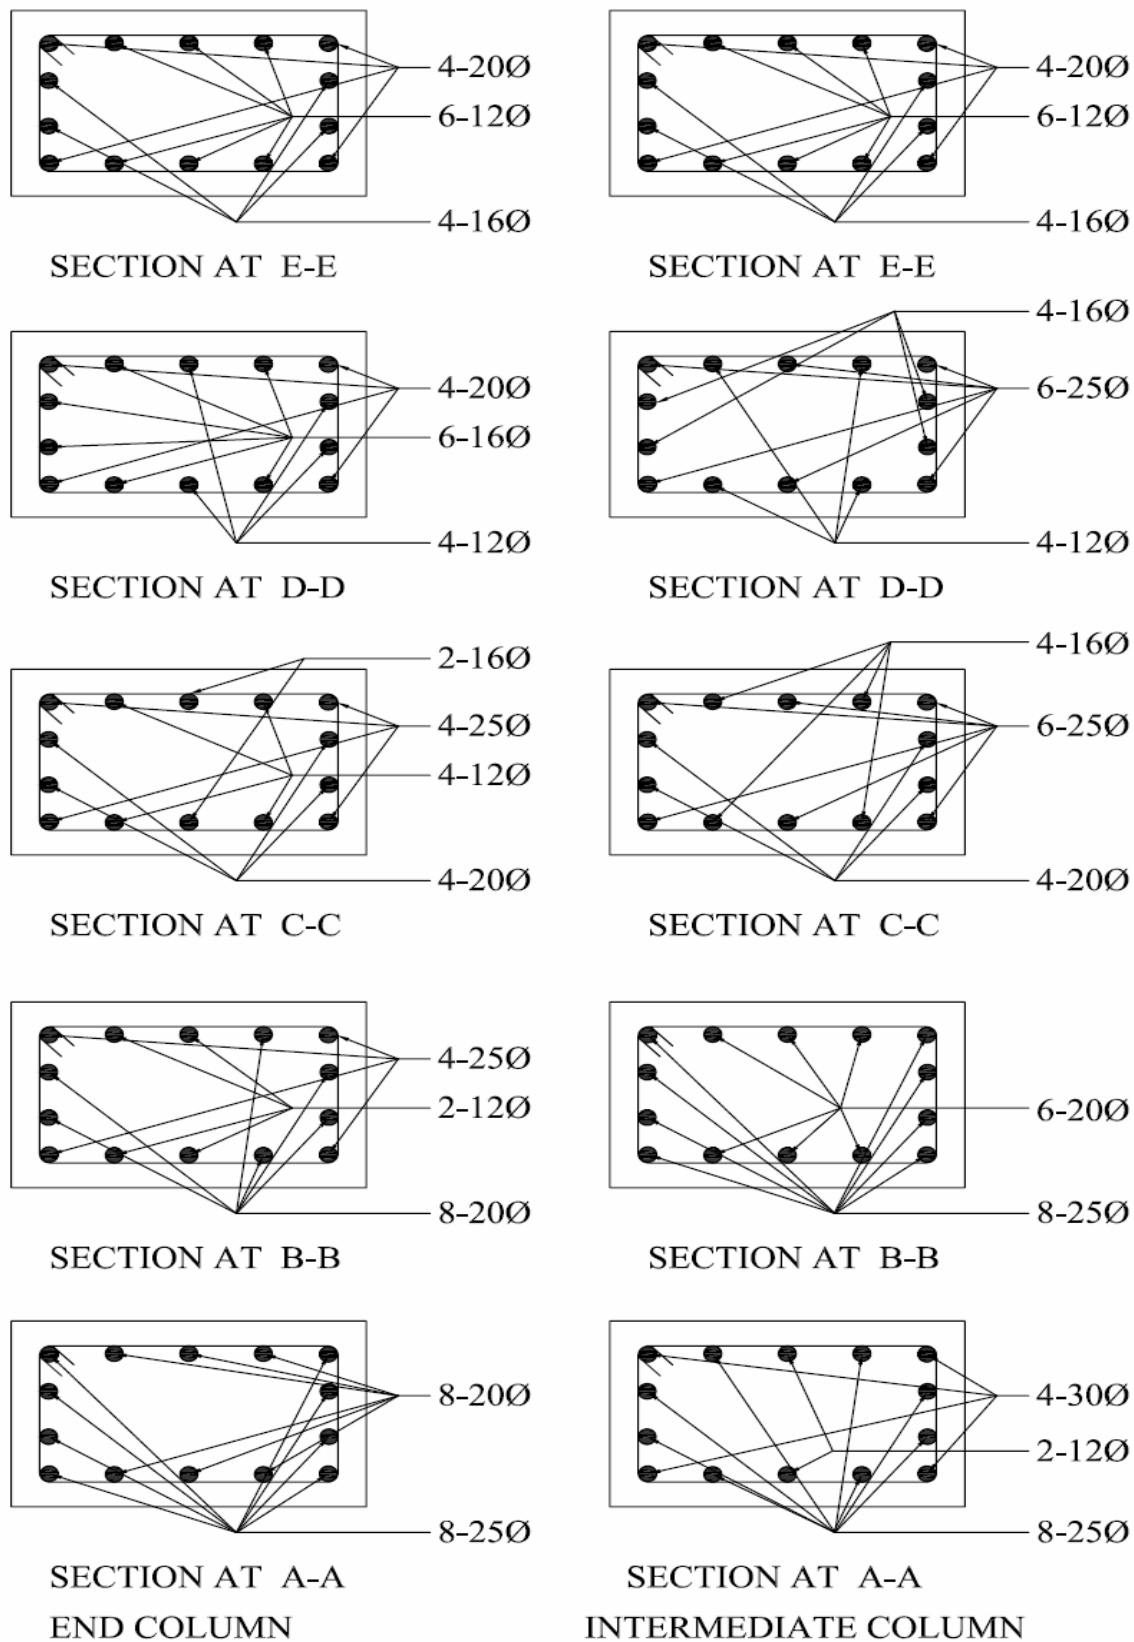 4-20Ø
6-12Ø
4-16Ø
SECTION AT E-E
4-20Ø
6-12Ø
4-16Ø
SECTION AT E-E
4-20Ø
6-16Ø
4-12Ø
SECTION AT D-D
4-16Ø
6-25Ø
4-12Ø
SECTION AT D-D
2-16Ø
4-25Ø
4-12Ø
4-20Ø
SECTION AT C-C
4-16Ø
6-25Ø
4-20Ø
SECTION AT C-C
4-25Ø
2-12Ø
8-20Ø
SECTION AT B-B
6-20Ø
8-25Ø
SECTION AT B-B
8-20Ø
8-25Ø
SECTION AT A-A
END COLUMN
4-30Ø
2-12Ø
8-25Ø
SECTION AT A-A
INTERMEDIATE COLUMN